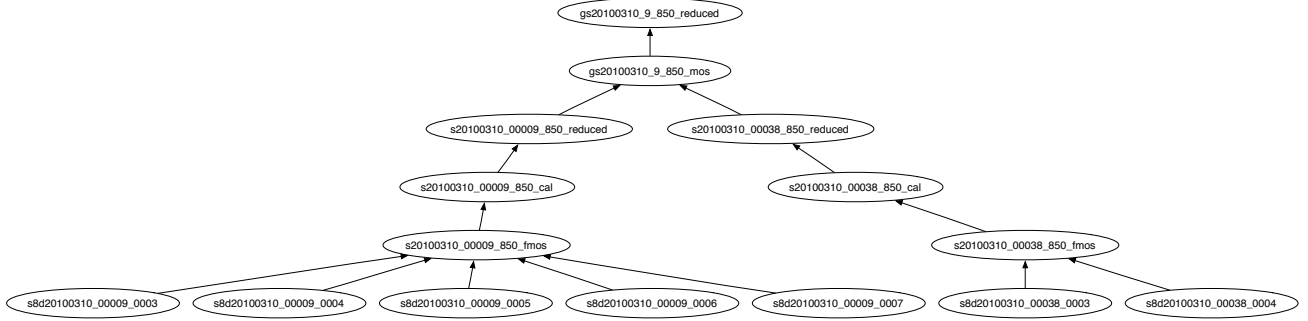 gs20100310_9_850_reduced
gs20100310_9_850_mos
s20100310_00009_850_reduced
s20100310_00038_850_reduced
s20100310_00009_850_cal
s20100310_00038_850_cal
s20100310_00009_850_fmos
s20100310_00038_850_fmos
s8d20100310_00009_0003
s8d20100310_00009_0004
s8d20100310_00009_0005
s8d20100310_00009_0006
s8d20100310_00009_0007
s8d20100310_00038_0003
s8d20100310_00038_0004